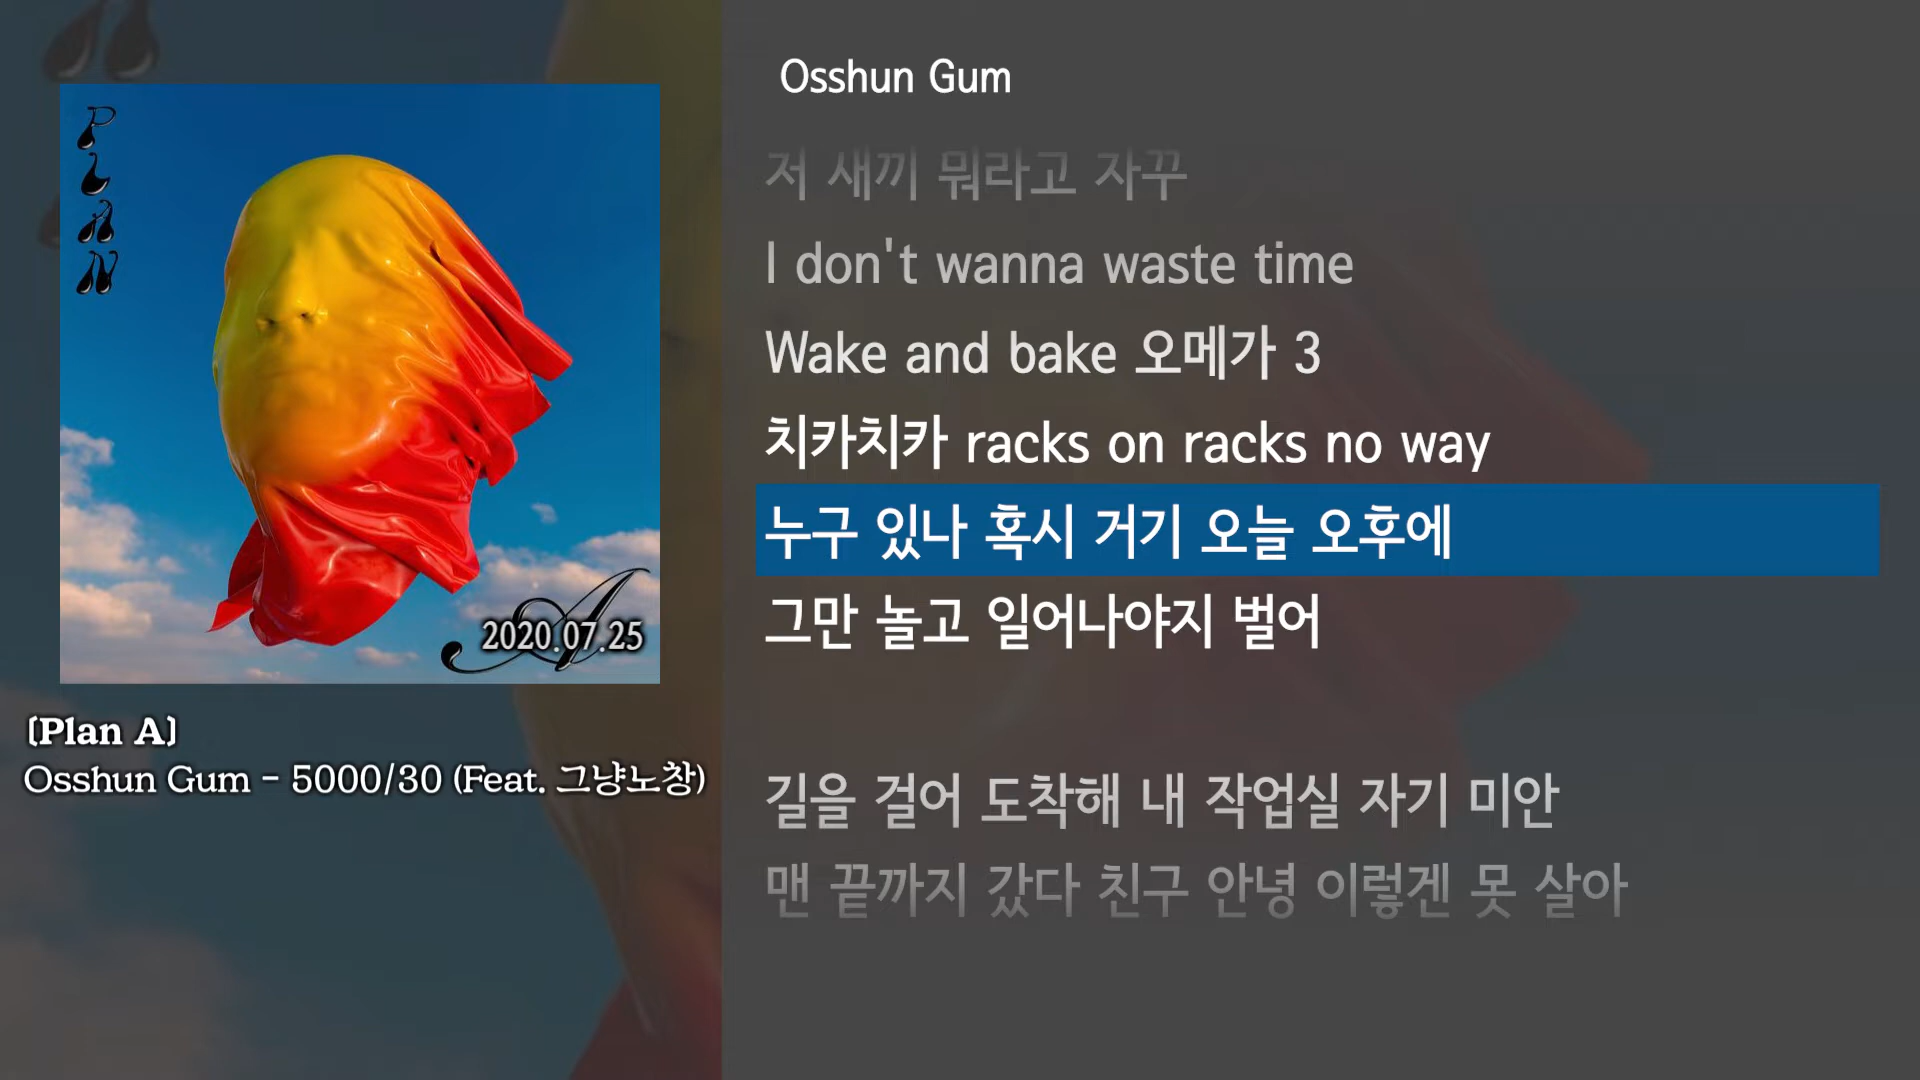 PLAN
A
2020.07.25
[Plan A]
Osshun Gum - 5000/30 (Feat. 그냥노창)
Osshun Gum
저 새끼 뭐라고 자꾸
I don't wanna waste time
Wake and bake 오메가 3
치카치카 racks on racks no way
누구 있나 혹시 거기 오늘 오후에
그만 놀고 일어나야지 벌어
길을 걸어 도착해 내 작업실 자기 미안
맨 끝까지 갔다 친구 안녕 이렇겐 못 살아